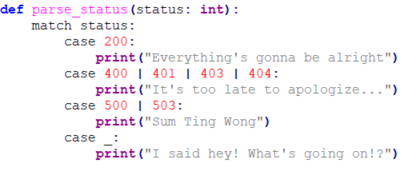 def parse_status(status: int):
    match status:
        case 200:
            print("Everything's gonna be alright")
        case 400 | 401 | 403 | 404:
            print("It's too late to apologize...")
        case 500 | 503:
            print("Sum Ting Wong")
        case _:
            print("I said hey! What's going on!?")